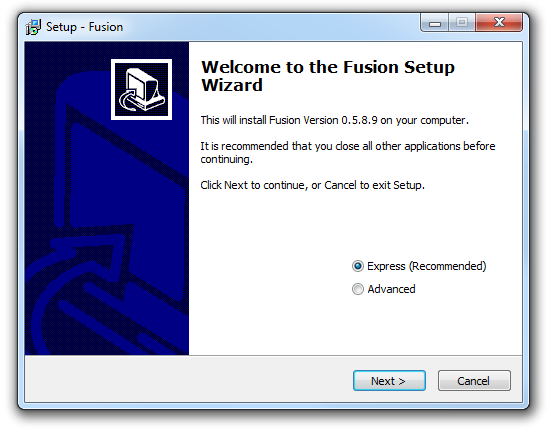 Setup - Fusion
Welcome to the Fusion Setup
Wizard
This will install Fusion Version 0.5.8.9 on your computer.
It is recommended that you close all other applications before
continuing.
Click Next to continue, or Cancel to exit Setup.
Express (Recommended)
Advanced
Next >
Cancel